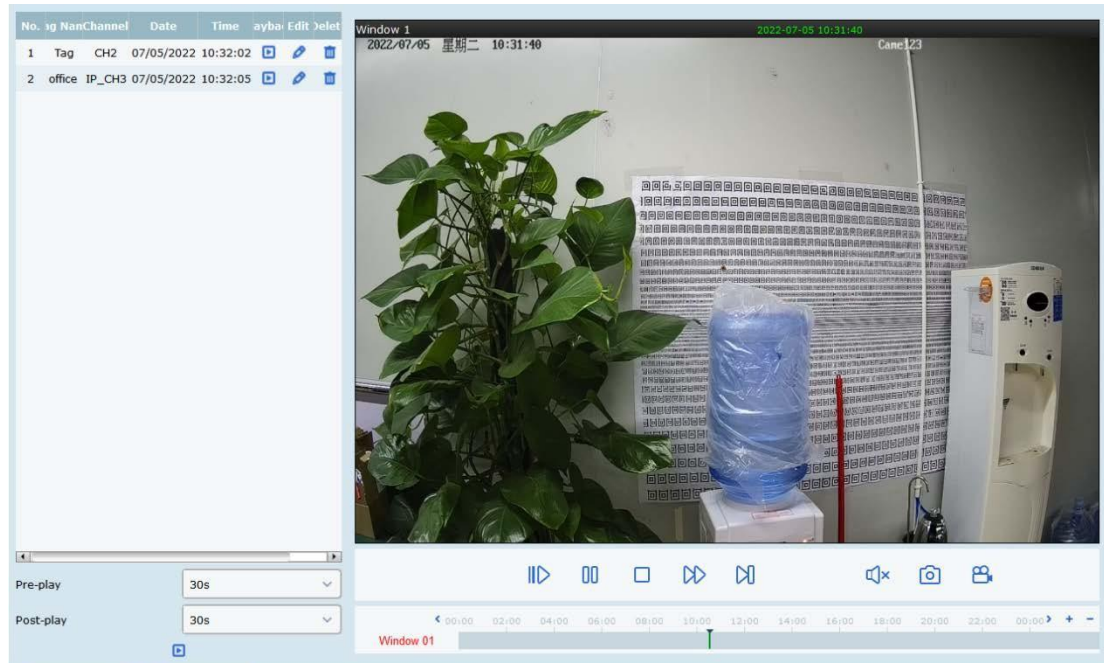 No. ag Nan Channel Date Time aybac Edit Delet
1 Tag CH2 07/05/2022 10:32:02
2 office IP_CH3 07/05/2022 10:32:05
Pre-play 30s
Post-play 30s
Window 1 2022-07-05 10:31:40
2022/07/05 星期二 10:31:40 Came123
00:00 02:00 04:00 06:00 08:00 10:00 12:00 14:00 16:00 18:00 20:00 22:00 00:00 + -
Window 01